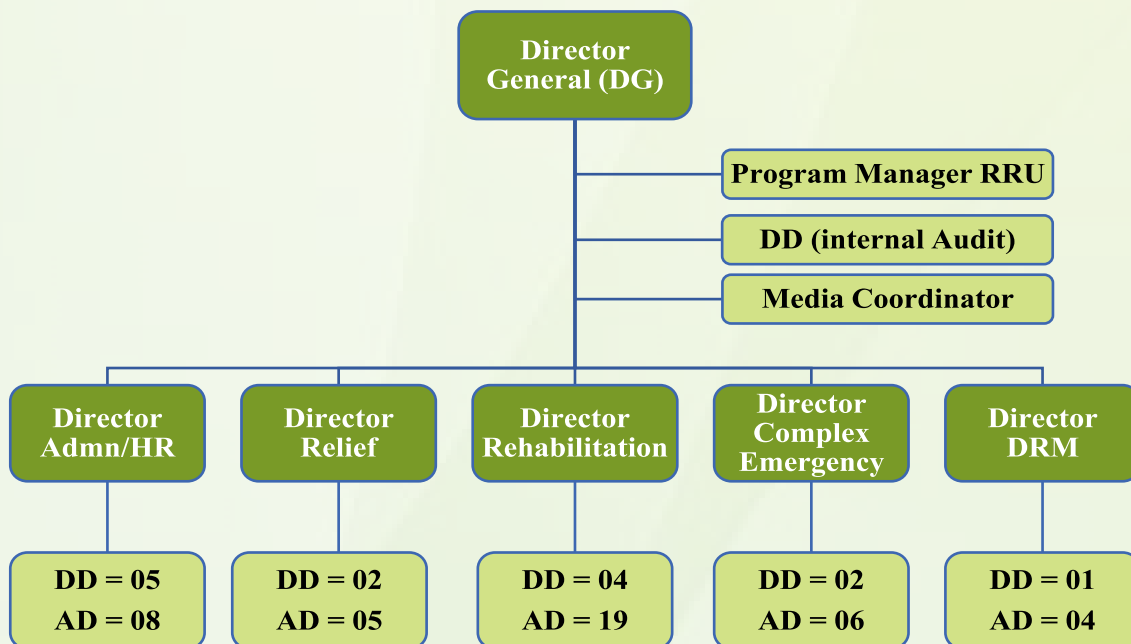 Director
General (DG)
Program Manager RRU
DD (internal Audit)
Media Coordinator
Director
Admn/HR
Director
Relief
Director
Rehabilitation
Director
Complex
Emergency
Director
DRM
DD = 05
AD = 08
DD = 02
AD = 05
DD = 04
AD = 19
DD = 02
AD = 06
DD = 01
AD = 04